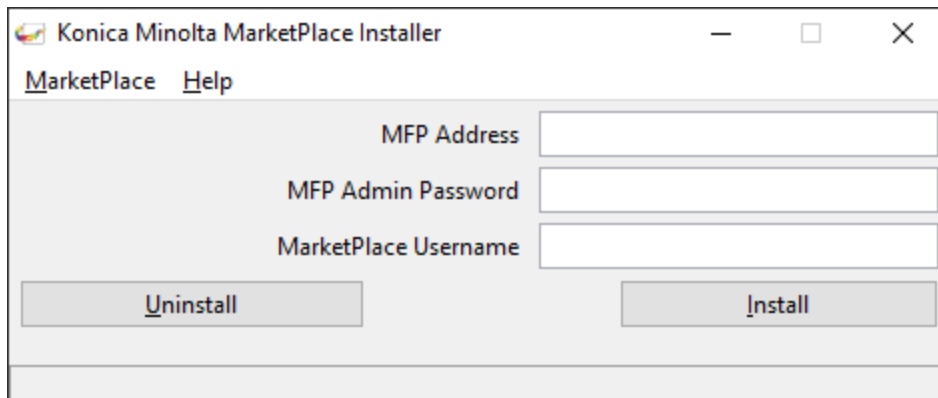 Konica Minolta MarketPlace Installer
MarketPlace Help
MFP Address
MFP Admin Password
MarketPlace Username
Uninstall Install